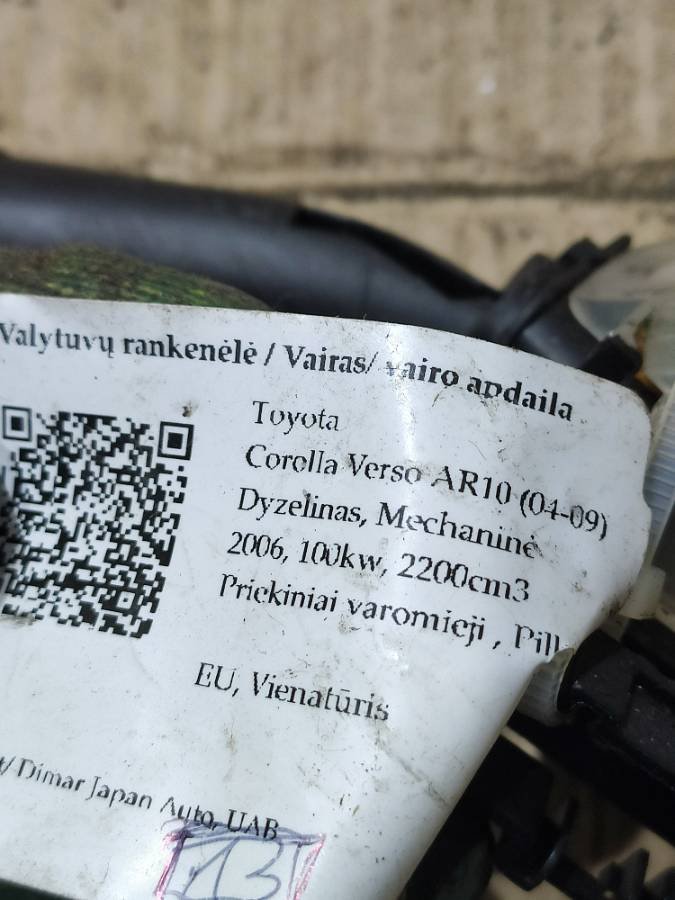 Valytuvų rankenėlė / Vairas/ vairo apdaila
Toyota
Corolla Verso AR10 (04-09)
Dyzelinas, Mechaninė
2006, 100kw, 2200cm3
Priekiniai varomieji , Pilk
EU, Vienatūris
/ Dimar Japan Auto, UAB
13